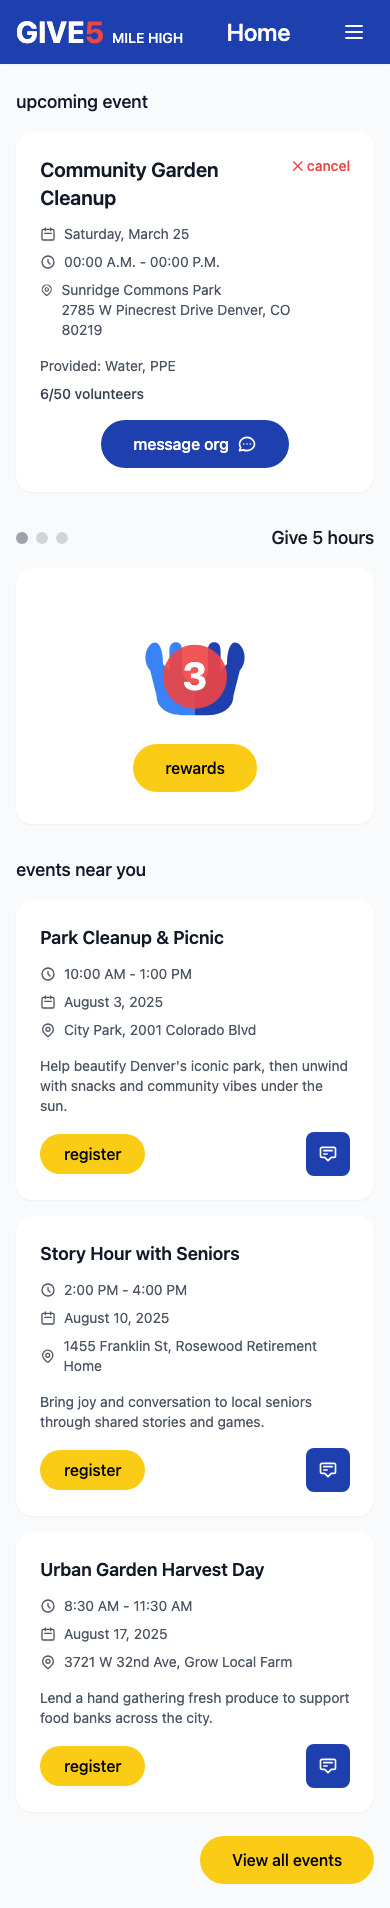 GIVE5 MILE HIGH
Home
upcoming event
Community Garden
Cleanup
cancel
Saturday, March 25
00:00 A.M. - 00:00 P.M.
Sunridge Commons Park
2785 W Pinecrest Drive Denver, CO
80219
Provided: Water, PPE
6/50 volunteers
message org
Give 5 hours
3
rewards
events near you
Park Cleanup & Picnic
10:00 AM - 1:00 PM
August 3, 2025
City Park, 2001 Colorado Blvd
Help beautify Denver's iconic park, then unwind
with snacks and community vibes under the
sun.
register
Story Hour with Seniors
2:00 PM - 4:00 PM
August 10, 2025
1455 Franklin St, Rosewood Retirement
Home
Bring joy and conversation to local seniors
through shared stories and games.
register
Urban Garden Harvest Day
8:30 AM - 11:30 AM
August 17, 2025
3721 W 32nd Ave, Grow Local Farm
Lend a hand gathering fresh produce to support
food banks across the city.
register
View all events